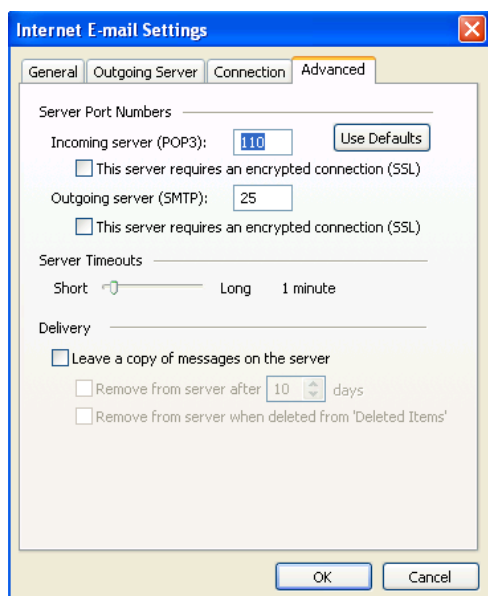 Internet E-mail Settings
General Outgoing Server Connection Advanced
Server Port Numbers
Incoming server (POP3): 110 Use Defaults
This server requires an encrypted connection (SSL)
Outgoing server (SMTP): 25
This server requires an encrypted connection (SSL)
Server Timeouts
Short Long 1 minute
Delivery
Leave a copy of messages on the server
Remove from server after 10 days
Remove from server when deleted from 'Deleted Items'
OK Cancel